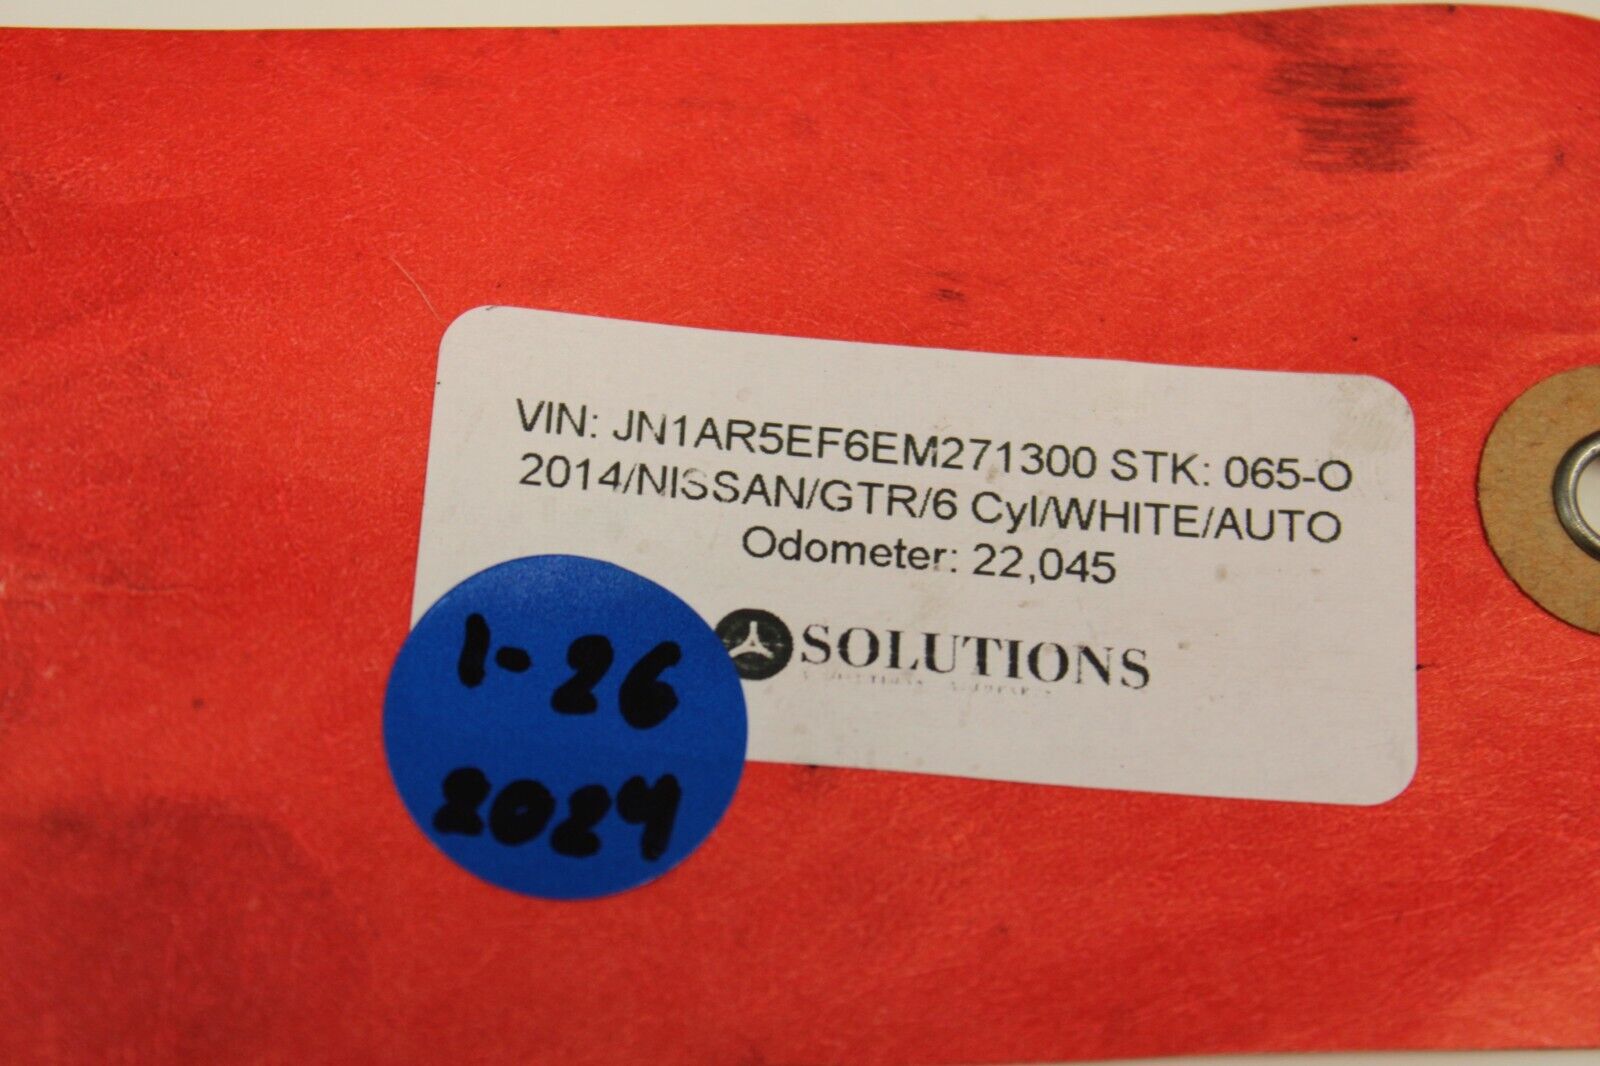 VIN: JN1AR5EF6EM271300 STK: 065-O
2014/NISSAN/GTR/6 Cyl/WHITE/AUTO
Odometer: 22,045
SOLUTIONS
1-26
2024